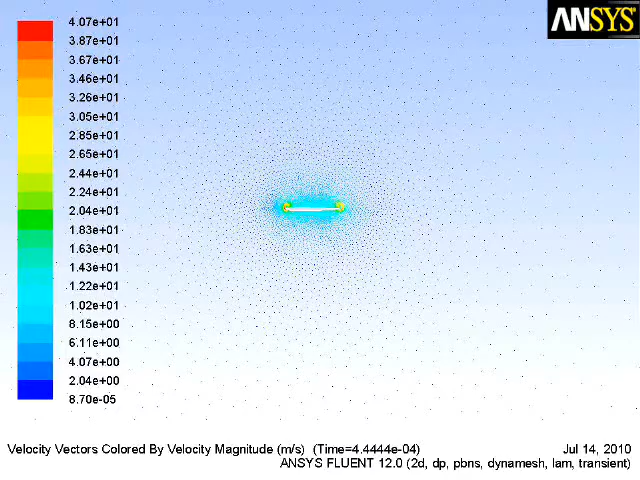 ANSYS
4.07e+01
3.87e+01
3.67e+01
3.46e+01
3.26e+01
3.05e+01
2.85e+01
2.65e+01
2.44e+01
2.24e+01
2.04e+01
1.83e+01
1.63e+01
1.43e+01
1.22e+01
1.02e+01
8.15e+00
6.11e+00
4.07e+00
2.04e+00
8.70e-05
Velocity Vectors Colored By Velocity Magnitude (m/s) (Time=4.4444e-04)
Jul 14, 2010
ANSYS FLUENT 12.0 (2d, dp, pbns, dynamesh, lam, transient)